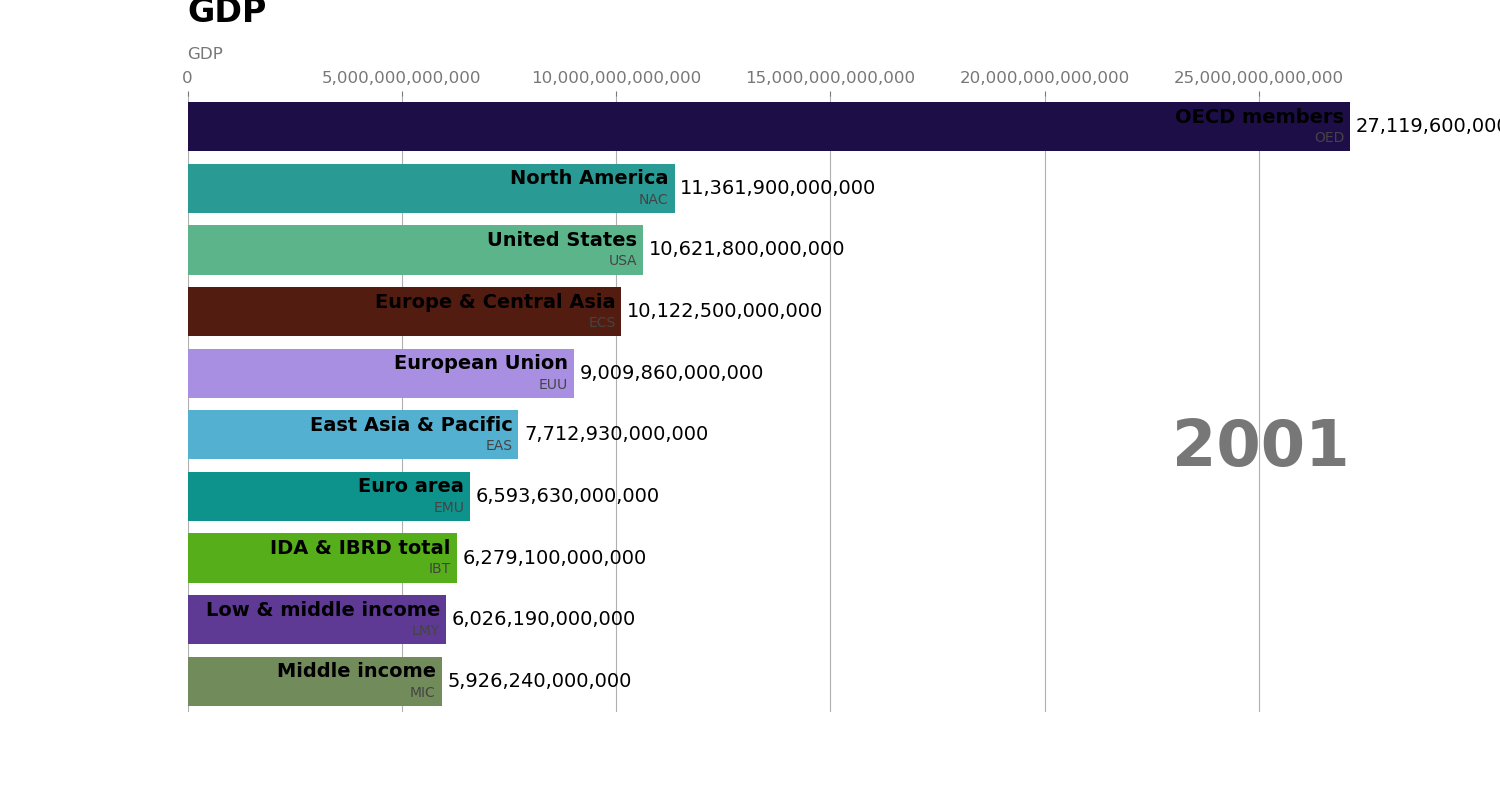 GDP
GDP
0 5,000,000,000,000 10,000,000,000,000 15,000,000,000,000 20,000,000,000,000 25,000,000,000,000
OECD members
OED
27,119,600,000
North America
NAC
11,361,900,000,000
United States
USA
10,621,800,000,000
Europe & Central Asia
ECS
10,122,500,000,000
European Union
EUU
9,009,860,000,000
East Asia & Pacific
EAS
7,712,930,000,000
2001
Euro area
EMU
6,593,630,000,000
IDA & IBRD total
IBT
6,279,100,000,000
Low & middle income
LMY
6,026,190,000,000
Middle income
MIC
5,926,240,000,000